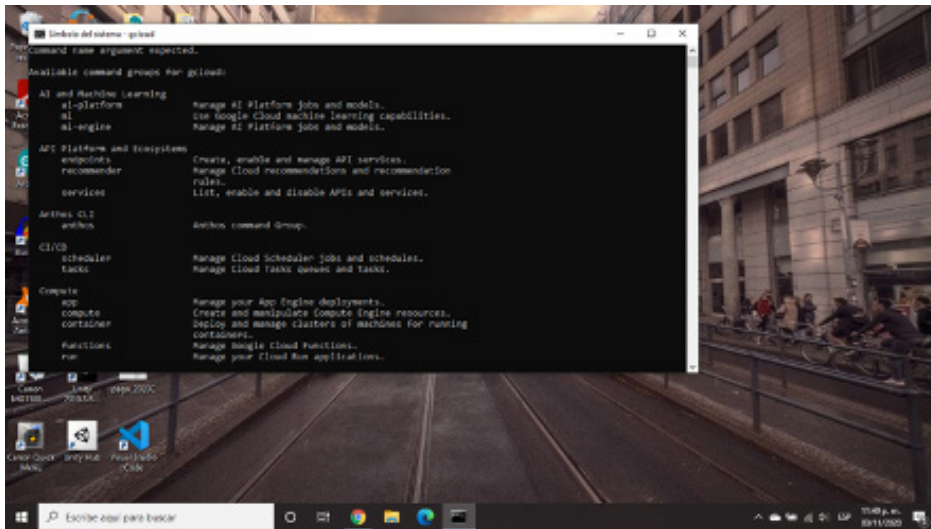 Símbolo del sistema - gcloud
Command name argument expected.
Available command groups for gcloud:
AI and Machine Learning
ai-platform Manage AI Platform jobs and models.
ml Use Google Cloud machine learning capabilities.
ml-engine Manage AI Platform jobs and models.
API Platform and Ecosystems
endpoints Create, enable and manage API services.
recommender Manage Cloud recommendations and recommendation
rules.
services List, enable and disable APIs and services.
Anthos CLI
anthos Anthos command Group.
CI/CD
scheduler Manage Cloud Scheduler jobs and schedules.
tasks Manage Cloud Tasks queues and tasks.
Compute
app Manage your App Engine deployments.
compute Create and manipulate Compute Engine resources.
container Deploy and manage clusters of machines for running
containers.
functions Manage Google Cloud Functions.
run Manage your Cloud Run applications.
Canon Unity
Canon Quick Unity Hub Visual Studio
Menu Code
Escribe aquí para buscar
ESP